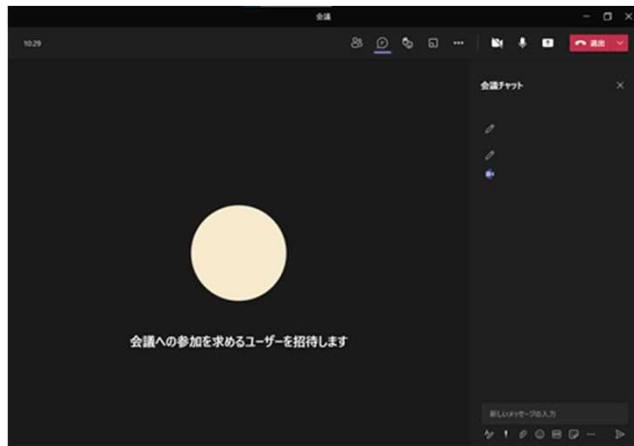 会議
10:29
退出
会議チャット
会議への参加を求めるユーザーを招待します
新しいメッセージの入力